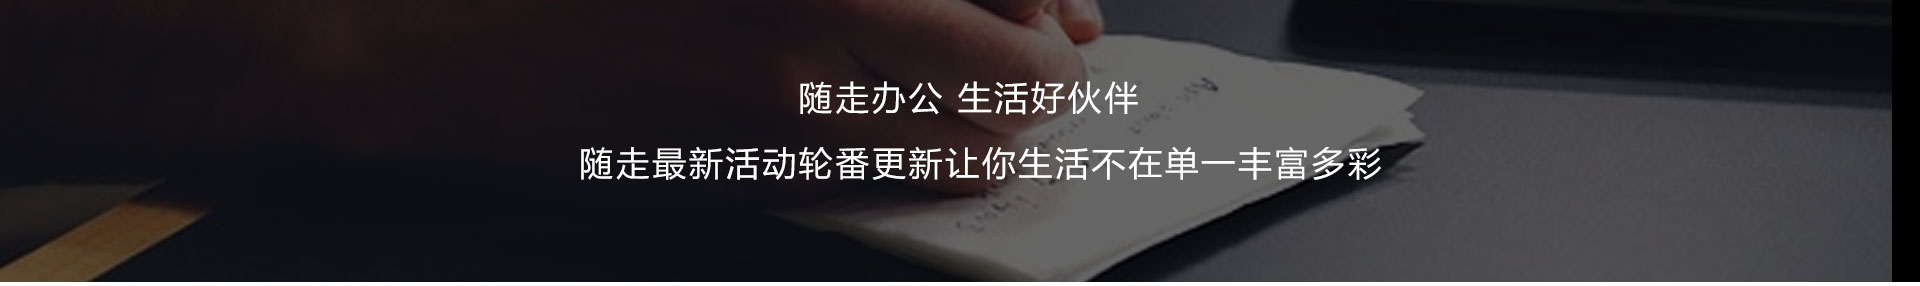 随走办公 生活好伙伴
随走最新活动轮番更新让你生活不在单一丰富多彩